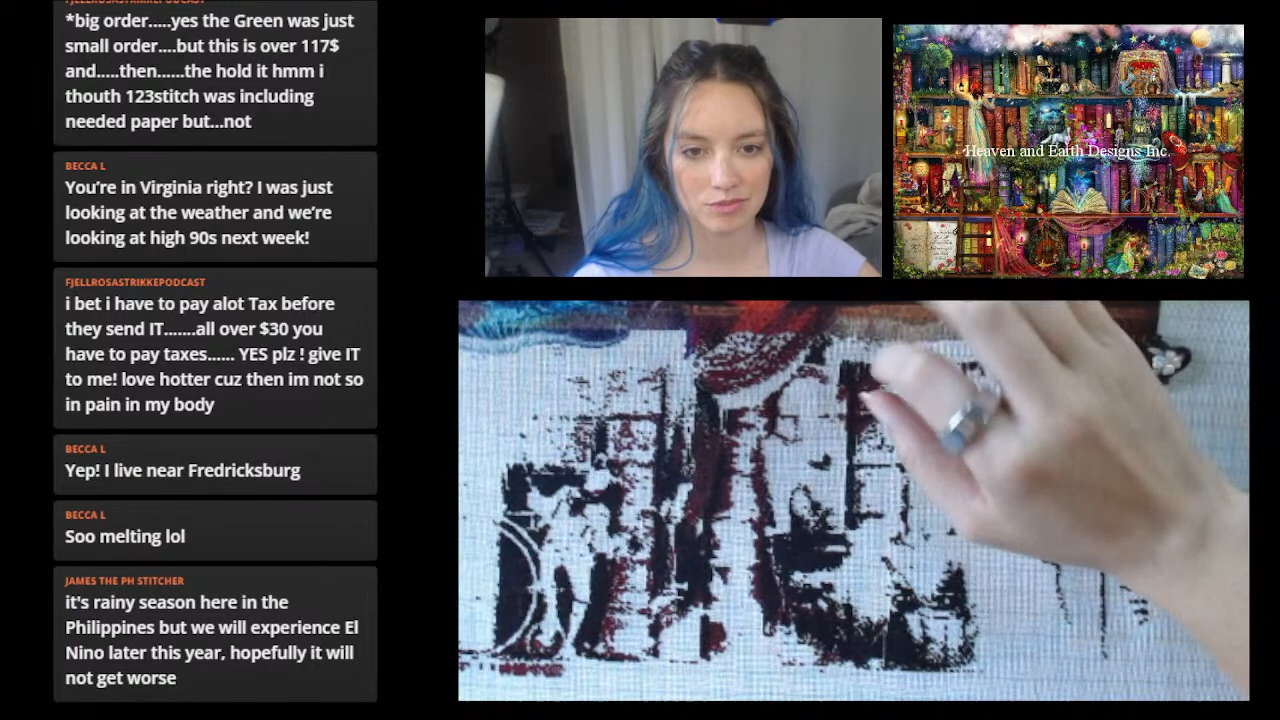 *big order.....yes the Green was just
small order....but this is over 117$
and.....then......the hold it hmm i
thouth 123stitch was including
needed paper but...not
BECCA L
You're in Virginia right? I was just
looking at the weather and we're
looking at high 90s next week!
FJELLROSASTRIKKEPODCAST
i bet i have to pay alot Tax before
they send IT.......all over $30 you
have to pay taxes...... YES plz ! give IT
to me! love hotter cuz then im not so
in pain in my body
BECCA L
Yep! I live near Fredricksburg
BECCA L
Soo melting lol
JAMES THE PH STITCHER
it's rainy season here in the
Philippines but we will experience El
Nino later this year, hopefully it will
not get worse
Heaven and Earth Designs Inc.